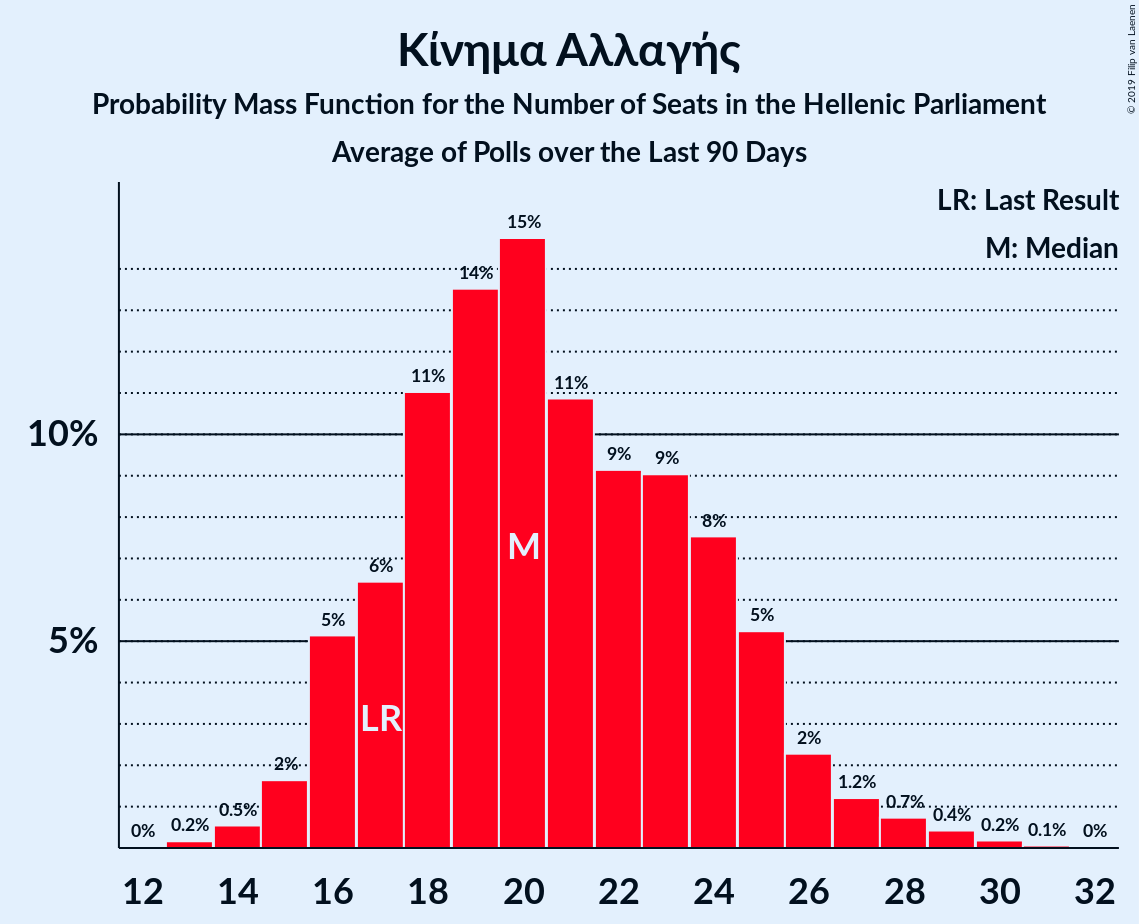 Κίνημα Αλλαγής
Probability Mass Function for the Number of Seats in the Hellenic Parliament
Average of Polls over the Last 90 Days
© 2019 Filip van Laenen
LR: Last Result
M: Median
15%
14%
11%
11%
10%
9%
9%
8%
M
6%
5%
5%
5%
LR
2%
2%
1.2%
0.7%
0.5%
0.4%
0.2%
0.2%
0.1%
0%
0%
12 14 16 18 20 22 24 26 28 30 32